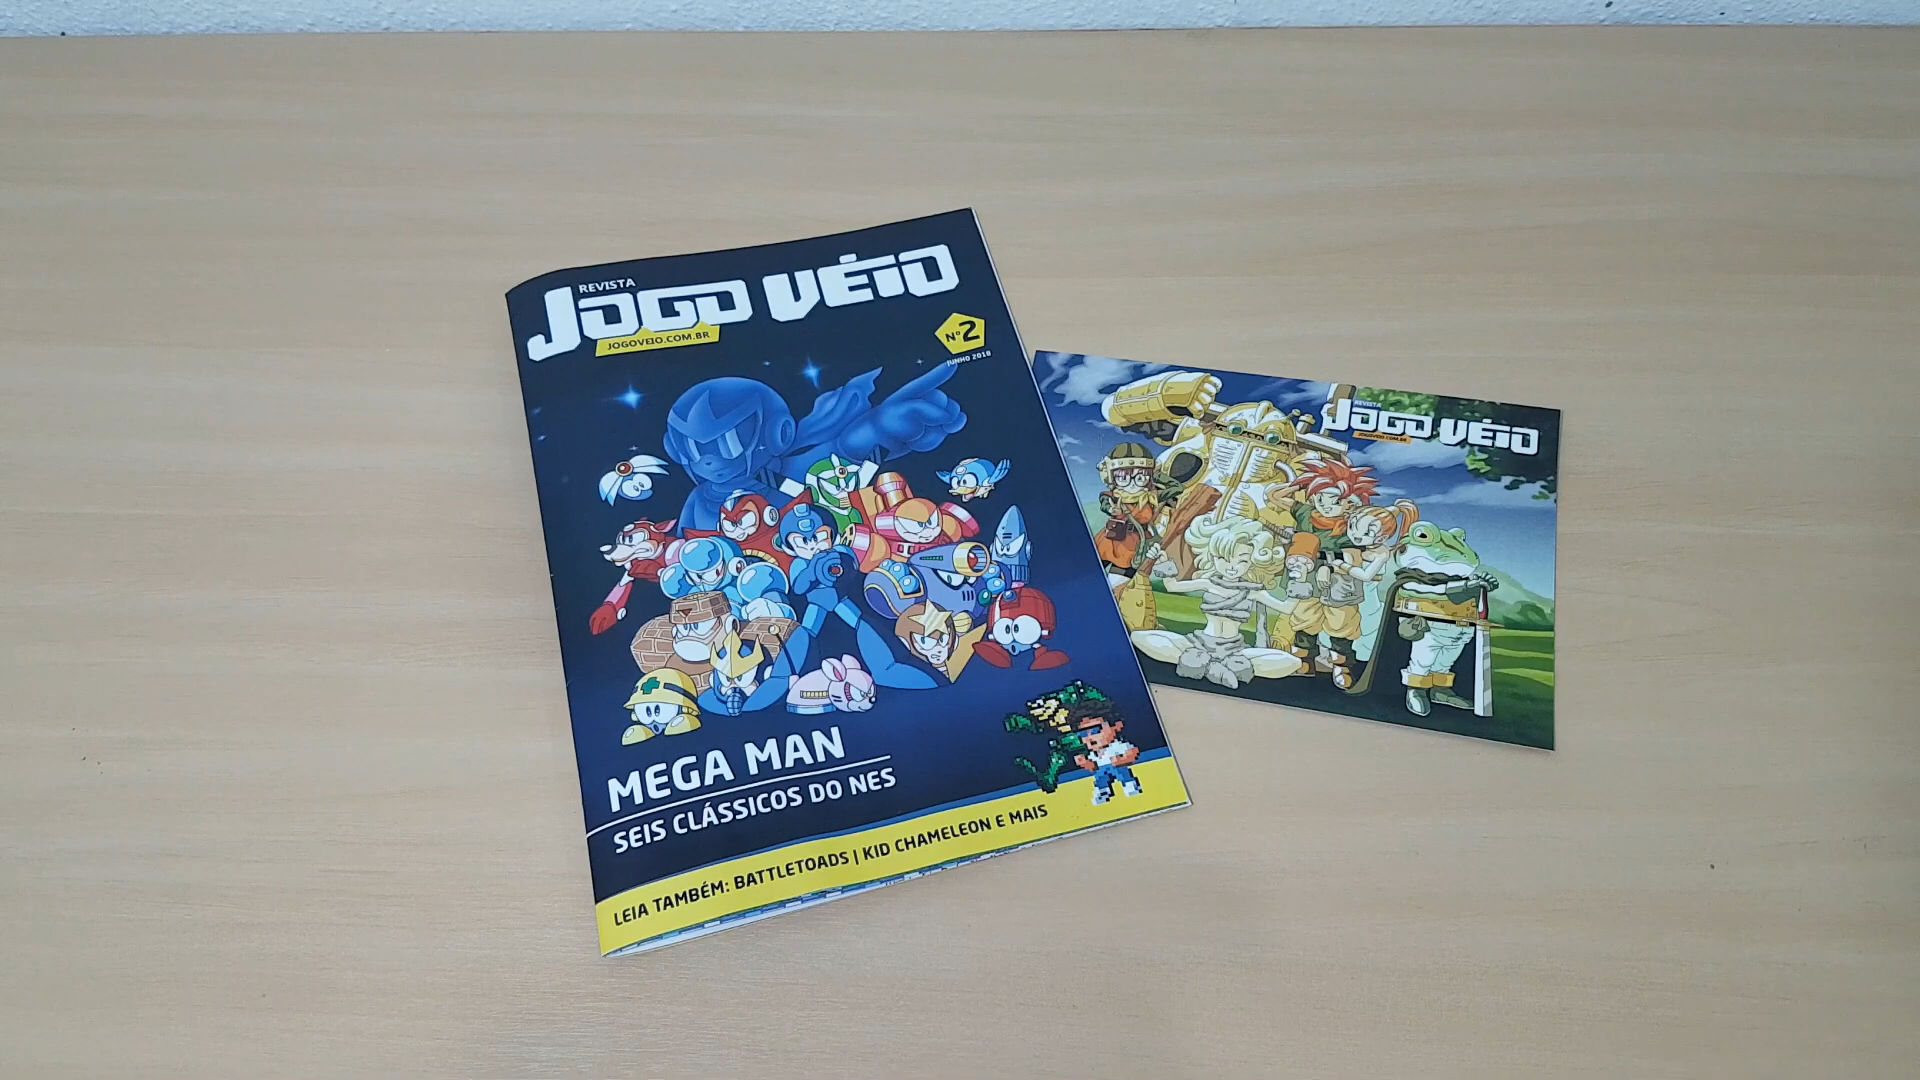 REVISTA
JOGO VÉIO
JOGOVEIO.COM.BR
Nº2
JUNHO 2018
MEGA MAN
SEIS CLÁSSICOS DO NES
LEIA TAMBÉM: BATTLETOADS | KID CHAMELEON E MAIS
REVISTA
JOGO VÉIO
JOGOVEIO.COM.BR